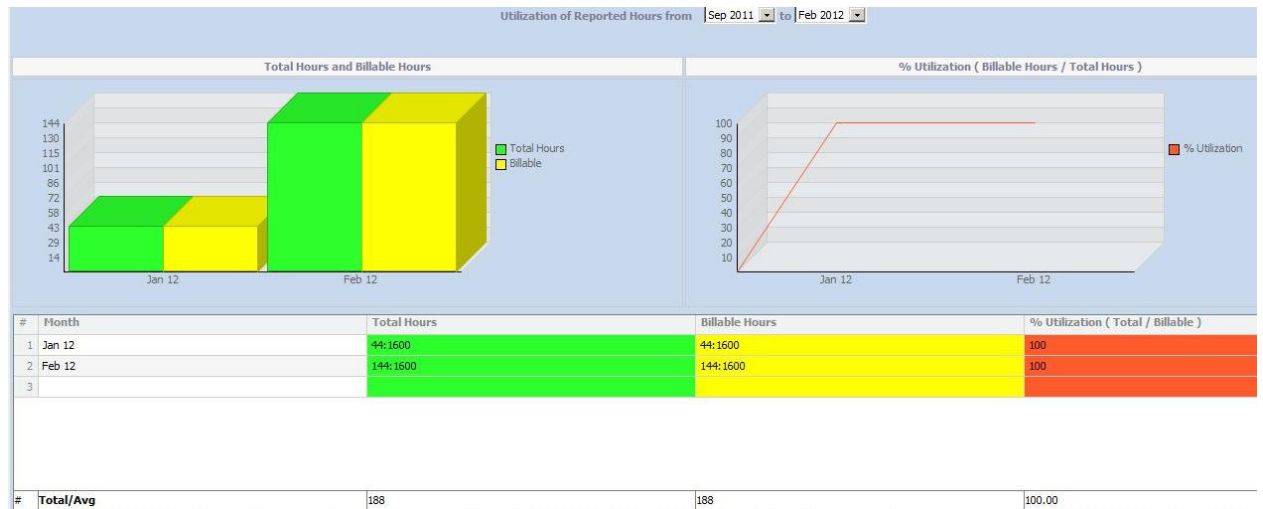 Utilization of Reported Hours from Sep 2011 to Feb 2012
Total Hours and Billable Hours
144
130
115
101
86
72
58
43
29
14
Jan 12 Feb 12
Total Hours
Billable
% Utilization ( Billable Hours / Total Hours )
100
90
80
70
60
50
40
30
20
10
Jan 12 Feb 12
% Utilization
# Month Total Hours Billable Hours % Utilization ( Total / Billable )
1 Jan 12 44:1600 44:1600 100
2 Feb 12 144:1600 144:1600 100
3
# Total/Avg 188 188 100.00